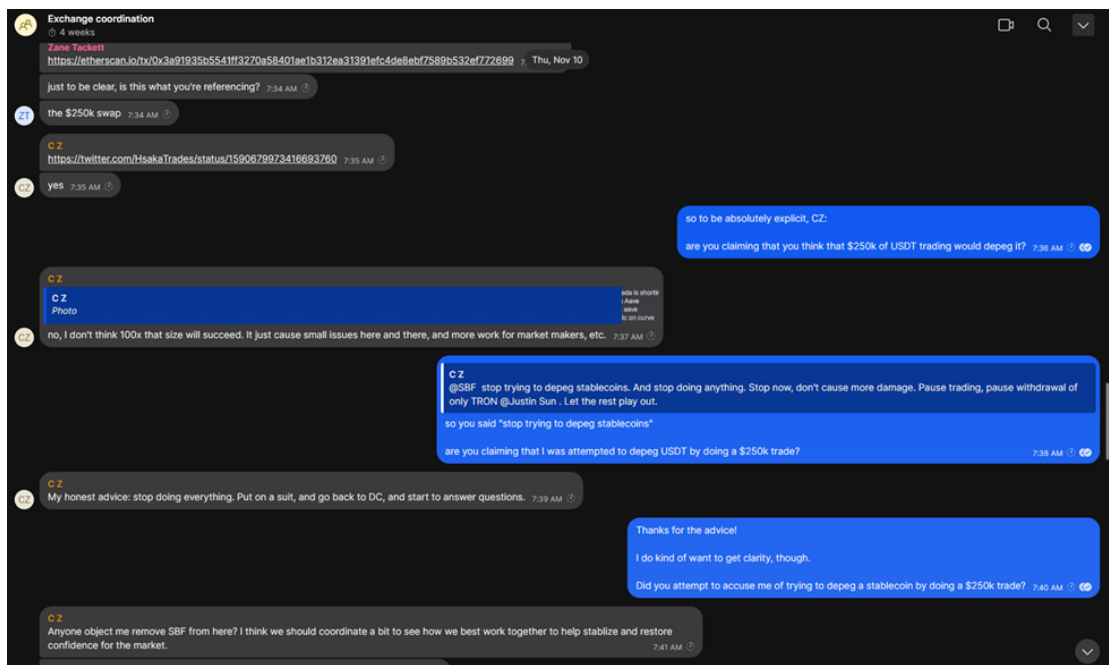 Exchange coordination
4 weeks
Zane Tackett
https://etherscan.io/tx/0x3a91935b5541ff3270a58401ae1b312ea31391efc4de8ebf7589b532ef772699 7:
Thu, Nov 10
just to be clear, is this what you're referencing? 7:34 AM
ZT
the $250k swap 7:34 AM
C Z
https://twitter.com/HsakaTrades/status/1590679973416693760 7:35 AM
CZ
yes 7:35 AM
so to be absolutely explicit, CZ:
are you claiming that you think that $250k of USDT trading would depeg it? 7:36 AM
C Z
C Z
Photo
eda is shortir
Aave
aave
ic on curve
CZ
no, I don't think 100x that size will succeed. It just cause small issues here and there, and more work for market makers, etc. 7:37 AM
C Z
@SBF stop trying to depeg stablecoins. And stop doing anything. Stop now, don't cause more damage. Pause trading, pause withdrawal of
only TRON @Justin Sun . Let the rest play out.
so you said "stop trying to depeg stablecoins"
are you claiming that I was attempted to depeg USDT by doing a $250k trade? 7:38 AM
C Z
CZ
My honest advice: stop doing everything. Put on a suit, and go back to DC, and start to answer questions. 7:39 AM
Thanks for the advice!
I do kind of want to get clarity, though.
Did you attempt to accuse me of trying to depeg a stablecoin by doing a $250k trade? 7:40 AM
C Z
Anyone object me remove SBF from here? I think we should coordinate a bit to see how we best work together to help stablize and restore
confidence for the market. 7:41 AM